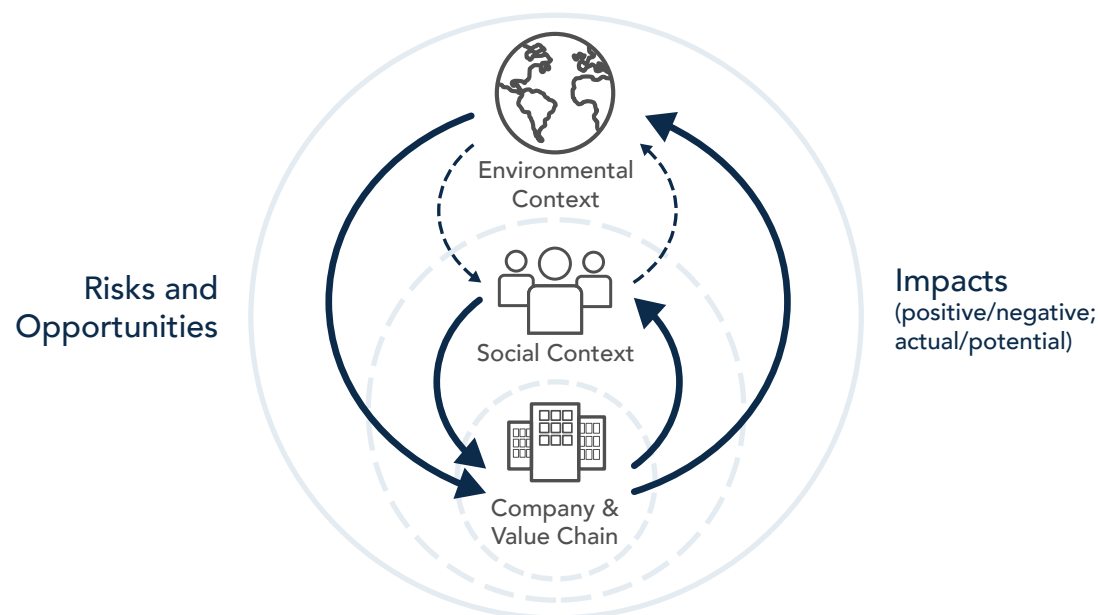 Environmental
Context
Risks and
Opportunities
Social Context
Impacts
(positive/negative;
actual/potential)
Company &
Value Chain